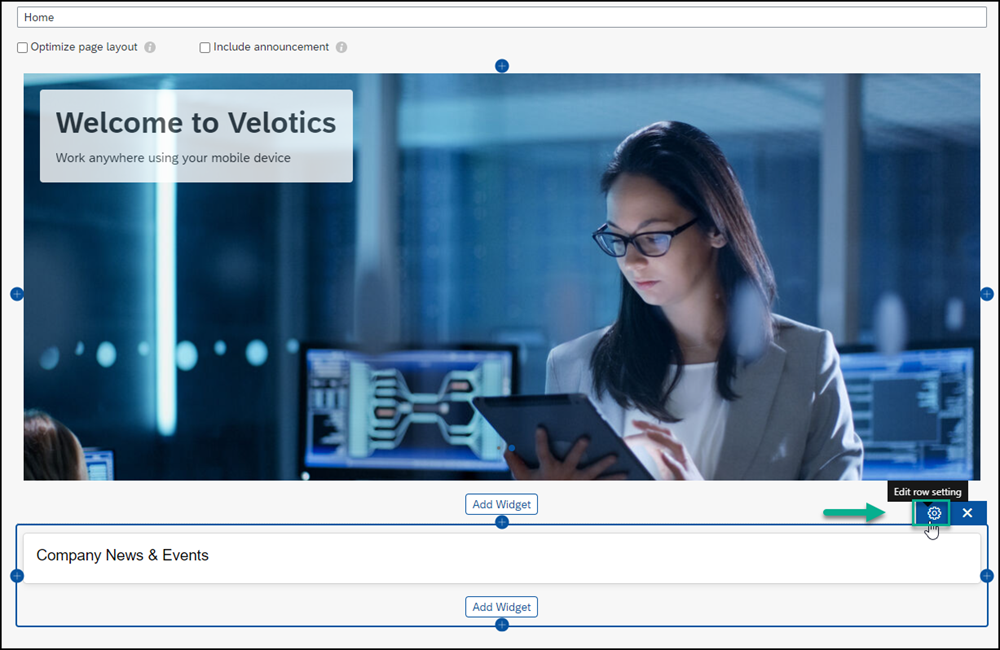 Home
Optimize page layout
Include announcement
Welcome to Velotics
Work anywhere using your mobile device
Add Widget
Edit row setting
Company News & Events
Add Widget